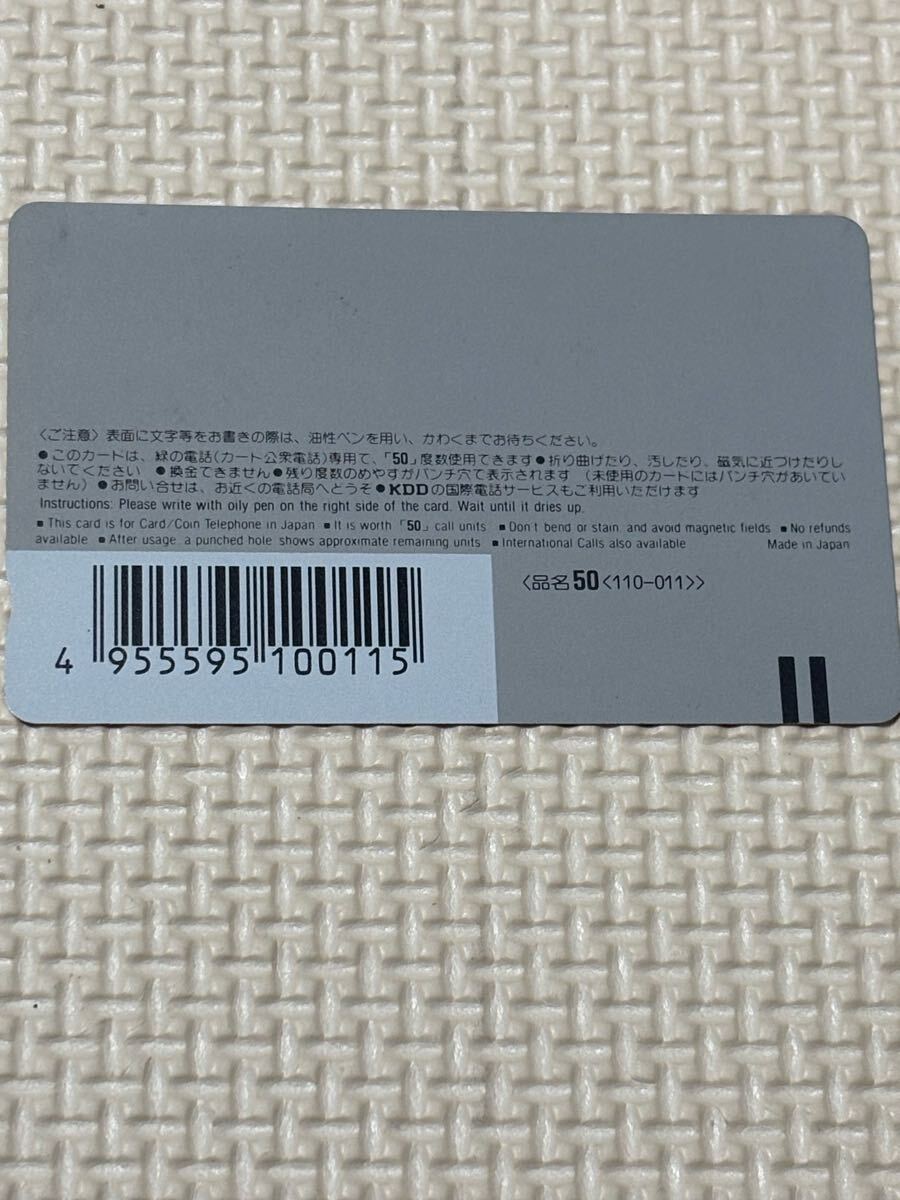 〈ご注意〉表面に文字等をお書きの際は、油性ペンを用い、かわくまでお待ちください。
●このカードは、緑の電話(カード公衆電話)専用で、「50」度数使用できます●折り曲げたり、汚したり、磁気に近づけたりし
ないでください ●換金できません●残り度数のめやすがパンチ穴で表示されます (未使用のカードにはパンチ穴があいてい
ません) ●お問い合せは、お近くの電話局へどうぞ●KDDの国際電話サービスもご利用いただけます
Instructions: Please write with oily pen on the right side of the card. Wait until it dries up.
■ This card is for Card/Coin Telephone in Japan ■ It is worth「50」call units ■ Don't bend or stain, and avoid magnetic fields ■ No refunds
available ■ After usage, a punched hole shows approximate remaining units ■ International Calls also available Made in Japan
〈品名50<110-011>〉
4 955595 100115